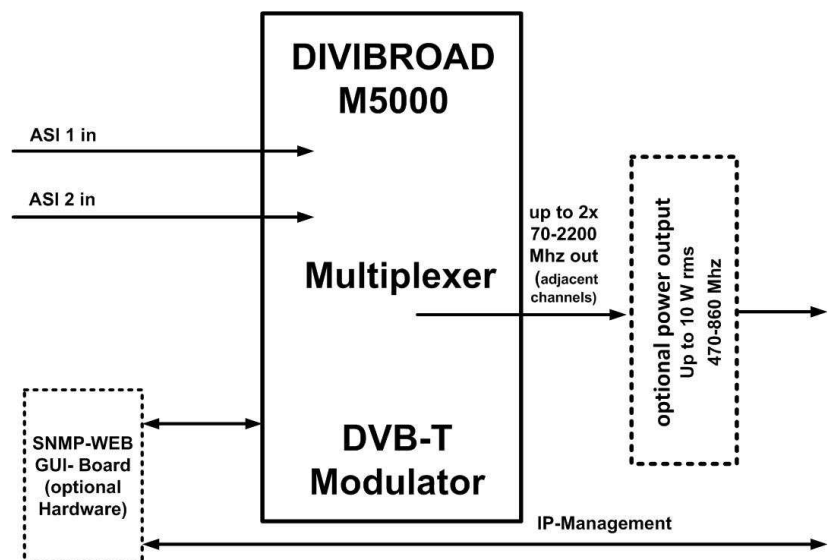 DIVIBROAD
M5000
ASI 1 in
ASI 2 in
Multiplexer
up to 2x
70-2200
Mhz out
(adjacent
channels)
optional power output
Up to 10 W rms
470-860 Mhz
SNMP-WEB
GUI- Board
(optional
Hardware)
DVB-T
Modulator
IP-Management